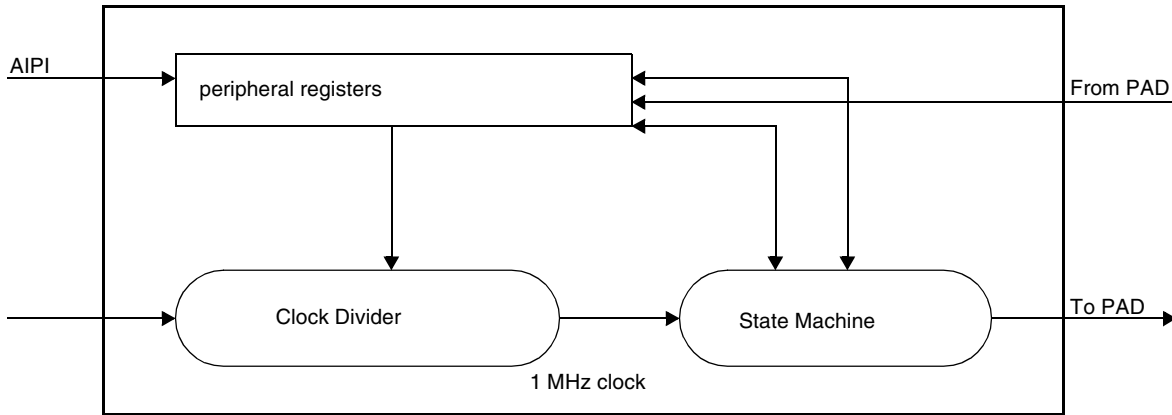 AIPI
peripheral registers
From PAD
Clock Divider
State Machine
To PAD
1 MHz clock